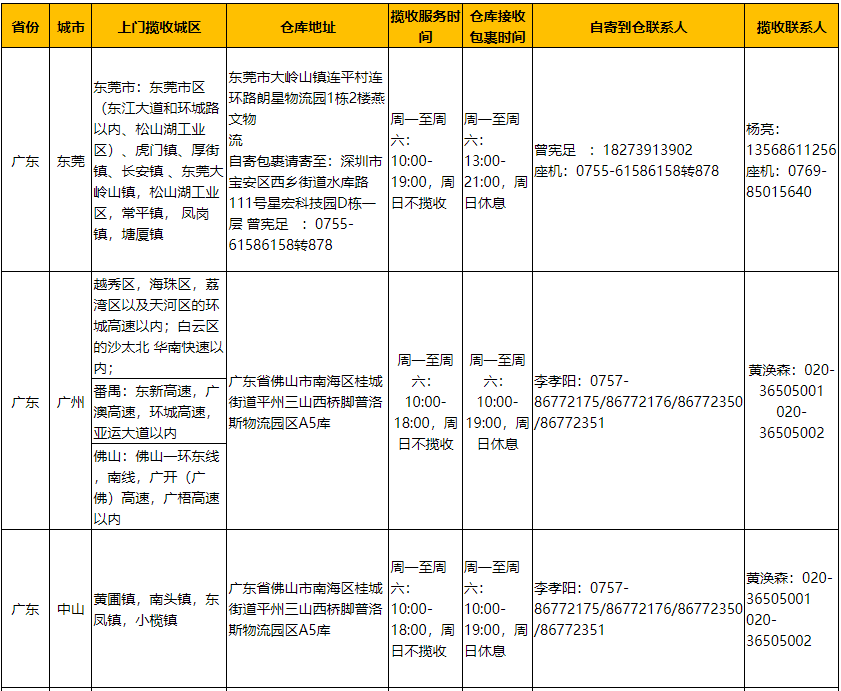 省份
城市
上门揽收城区
仓库地址
揽收服务时
间
仓库接收
包裹时间
自寄到仓联系人
揽收联系人
广东
东莞
东莞市：东莞市区
（东江大道和环城路
以内、松山湖工业
区）、虎门镇、厚街
镇、长安镇 、东莞大
岭山镇，松山湖工业
区，常平镇， 凤岗
镇，塘厦镇
东莞市大岭山镇连平村连
环路朗星物流园1栋2楼燕
文物
流
自寄包裹请寄至：深圳市
宝安区西乡街道水库路
111号星宏科技园D栋一
层 曾宪足 ：0755-
61586158转878
周一至周
六：
10:00-
19:00，周
日不揽收
周一至周
六：
13:00-
21:00，周
日休息
曾宪足 ：18273913902
座机：0755-61586158转878
杨亮：
13568611256
座机：0769-
85015640
广东
广州
越秀区，海珠区，荔
湾区以及天河区的环
城高速以内；白云区
的沙太北 华南快速以
内；
番禺：东新高速，广
澳高速，环城高速，
亚运大道以内
佛山：佛山一环东线
，南线，广开（广
佛）高速，广梧高速
以内
广东省佛山市南海区桂城
街道平州三山西桥脚普洛
斯物流园区A5库
周一至周
六：
10:00-
18:00，周
日不揽收
周一至周
六：
10:00-
19:00，周
日休息
李孝阳：0757-
86772175/86772176/86772350
/86772351
黄涣森：020-
36505001
020-
36505002
广东
中山
黄圃镇，南头镇，东
凤镇，小榄镇
广东省佛山市南海区桂城
街道平州三山西桥脚普洛
斯物流园区A5库
周一至周
六：
10:00-
18:00，周
日不揽收
周一至周
六：
10:00-
19:00，周
日休息
李孝阳：0757-
86772175/86772176/86772350
/86772351
黄涣森：020-
36505001
020-
36505002